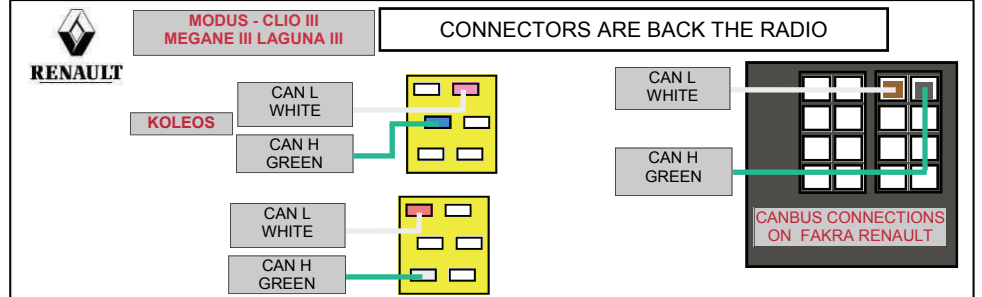 RENAULT
MODUS - CLIO III
MEGANE III LAGUNA III
CONNECTORS ARE BACK THE RADIO
KOLEOS
CAN L
WHITE
CAN H
GREEN
CAN L
WHITE
CAN H
GREEN
CAN L
WHITE
CAN H
GREEN
CANBUS CONNECTIONS
ON FAKRA RENAULT